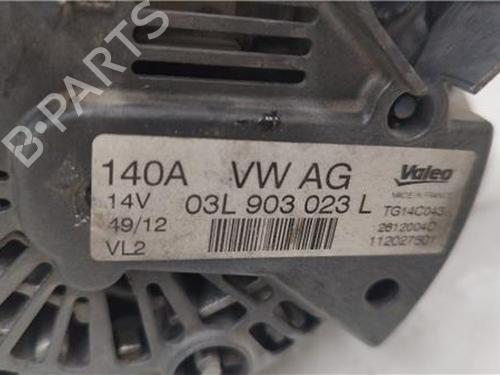 B-PARTS
140A VW AG
14V 03L 903 023 L
49/12
VL2
Valeo
MADE IN FRANCE
TG14C043
2612004C
112027501